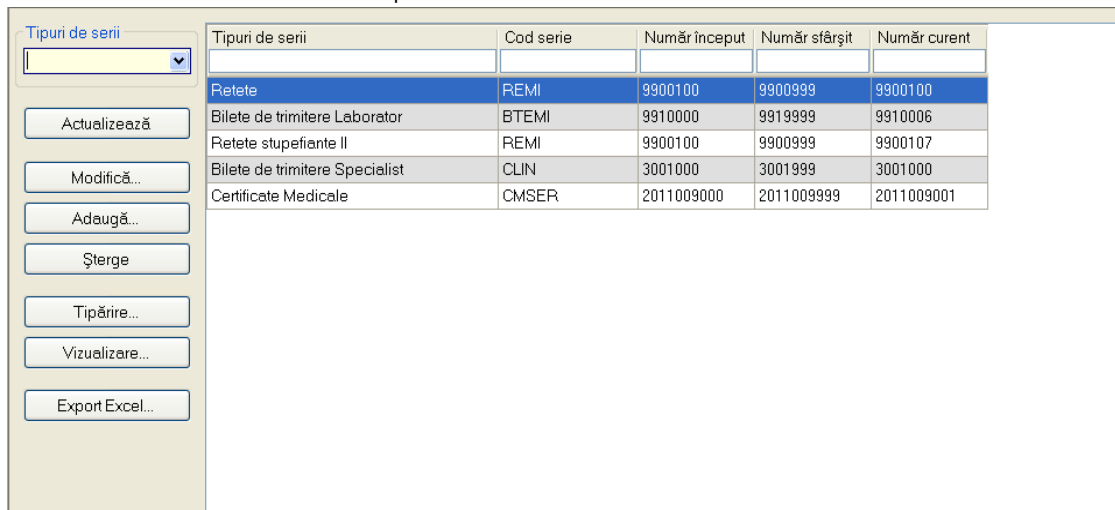 Tipuri de serii
Actualizează
Modifică...
Adaugă...
Şterge
Tipărire...
Vizualizare...
Export Excel...
Tipuri de serii Cod serie Număr început Număr sfârşit Număr curent
Retete REMI 9900100 9900999 9900100
Bilete de trimitere Laborator BTEMI 9910000 9919999 9910006
Retete stupefiante II REMI 9900100 9900999 9900107
Bilete de trimitere Specialist CLIN 3001000 3001999 3001000
Certificate Medicale CMSER 2011009000 2011009999 2011009001